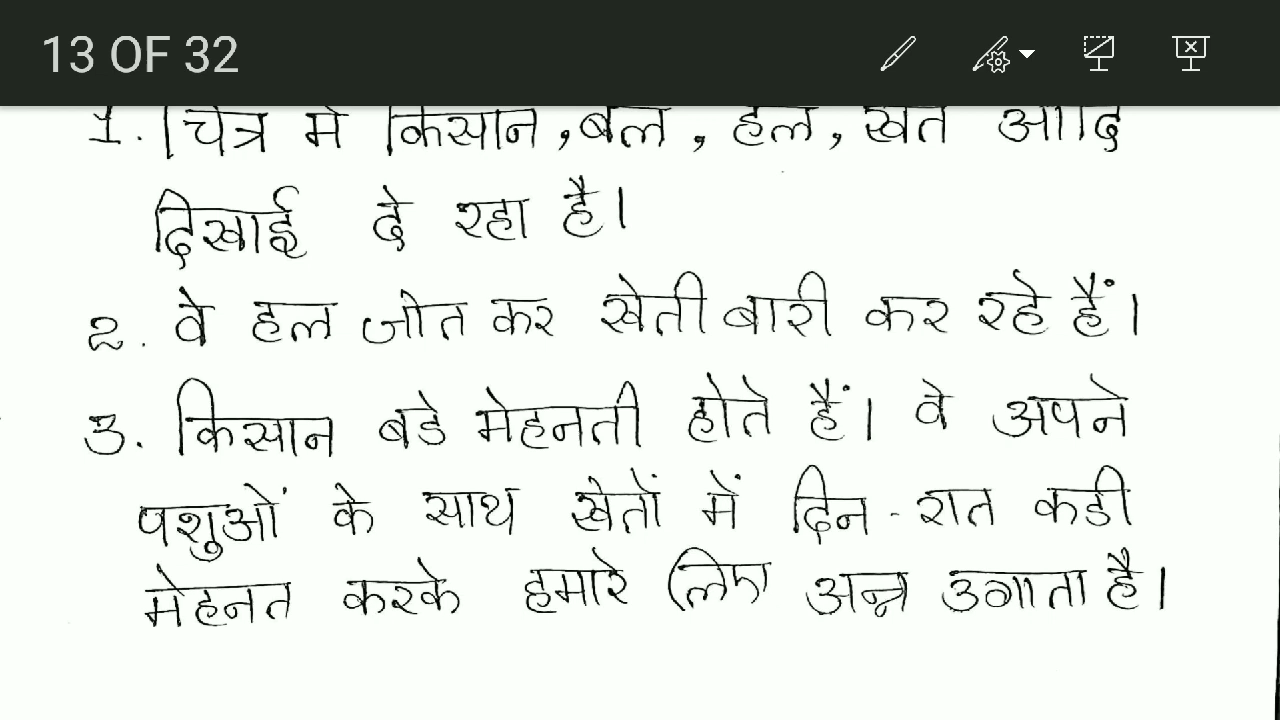 13 OF 32
1. चित्र में किसान, बैल, हल, खेत आदि
दिखाई दे रहा है।
2. वे हल जोत कर खेती बारी कर रहे हैं।
3. किसान बडे मेहनती होते हैं। वे अपने
पशुओं के साथ खेतों में दिन-रात कडी
मेहनत करके हमारे लिए अन्न उगाता है।